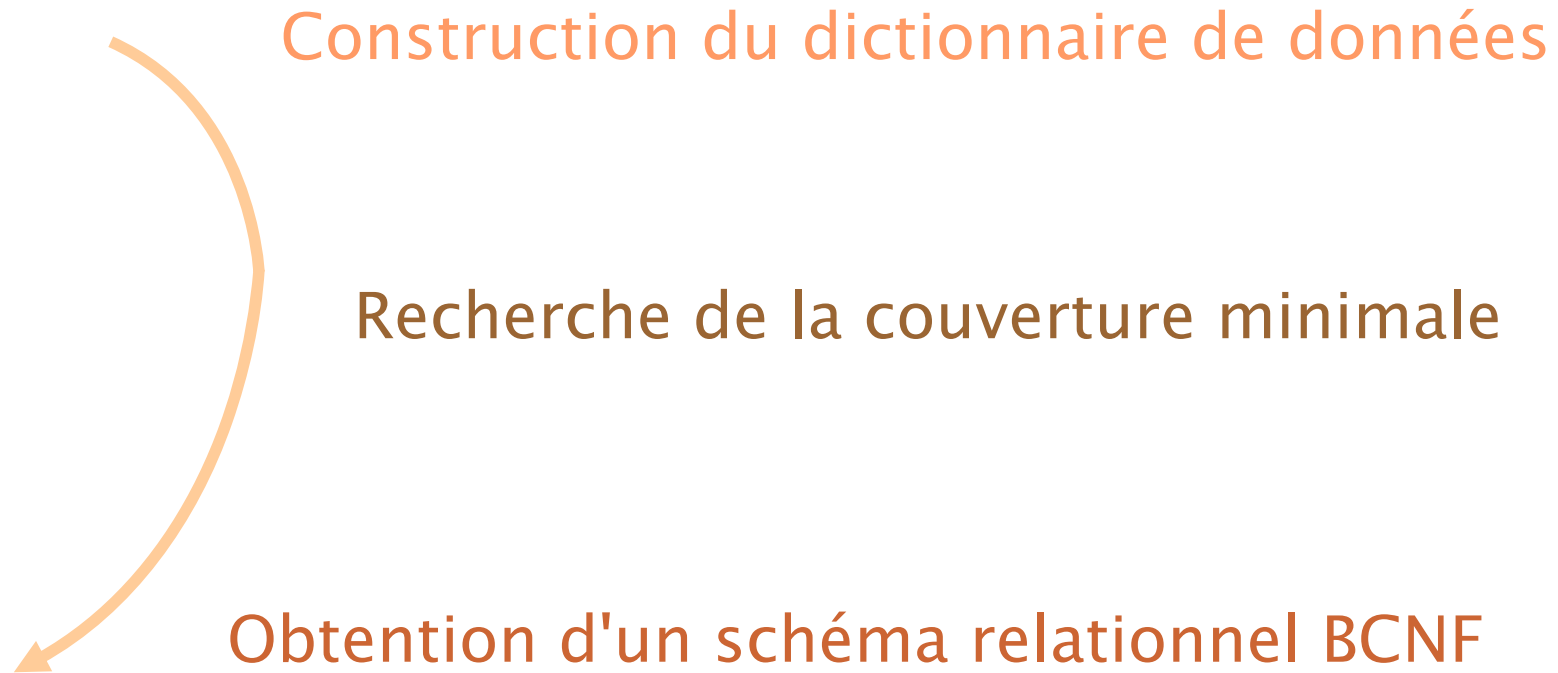 Construction du dictionnaire de données
Recherche de la couverture minimale
Obtention d'un schéma relationnel BCNF